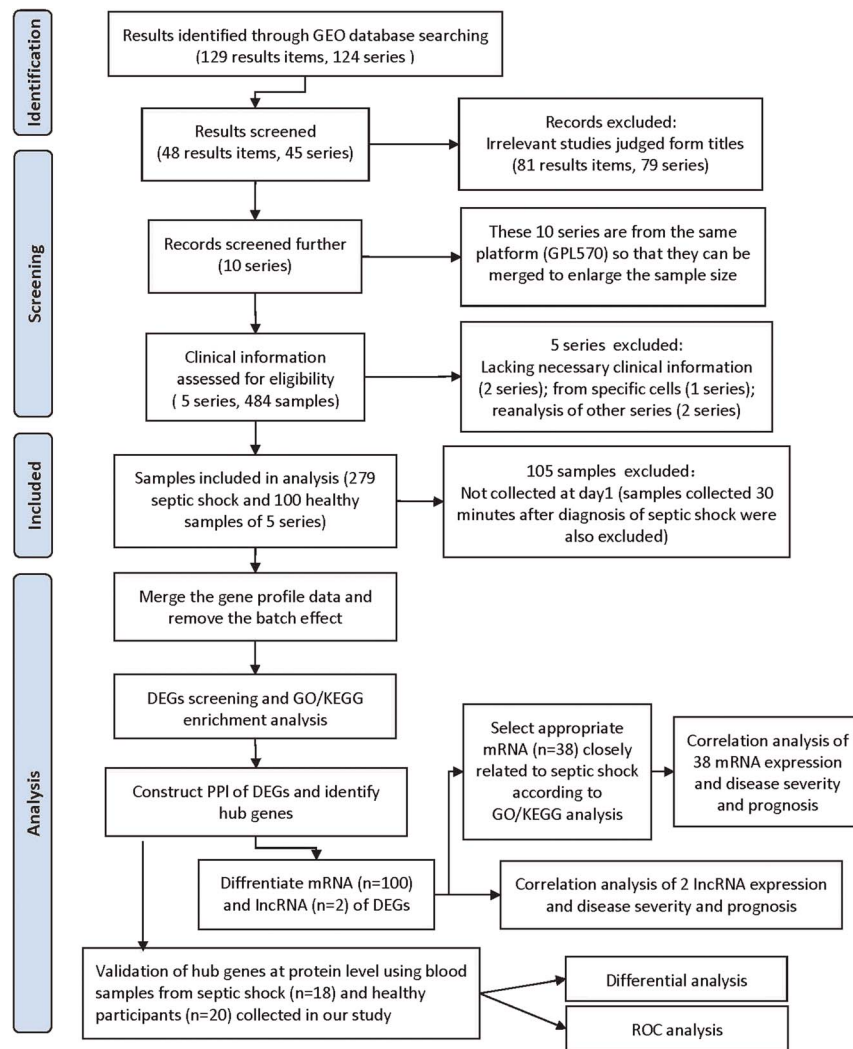 Identification
Results identified through GEO database searching
(129 results items, 124 series )
Results screened
(48 results items, 45 series)
Records excluded:
Irrelevant studies judged form titles
(81 results items, 79 series)
Screening
Records screened further
(10 series)
These 10 series are from the same
platform (GPL570) so that they can be
merged to enlarge the sample size
Clinical information
assessed for eligibility
( 5 series, 484 samples)
5 series excluded:
Lacking necessary clinical information
(2 series); from specific cells (1 series);
reanalysis of other series (2 series)
Included
Samples included in analysis (279
septic shock and 100 healthy
samples of 5 series)
105 samples excluded:
Not collected at day1 (samples collected 30
minutes after diagnosis of septic shock were
also excluded)
Analysis
Merge the gene profile data and
remove the batch effect
DEGs screening and GO/KEGG
enrichment analysis
Construct PPI of DEGs and identify
hub genes
Select appropriate
mRNA (n=38) closely
related to septic shock
according to
GO/KEGG analysis
Correlation analysis of
38 mRNA expression
and disease severity
and prognosis
Diffrentiate mRNA (n=100)
and lncRNA (n=2) of DEGs
Correlation analysis of 2 lncRNA expression
and disease severity and prognosis
Validation of hub genes at protein level using blood
samples from septic shock (n=18) and healthy
participants (n=20) collected in our study
Differential analysis
ROC analysis